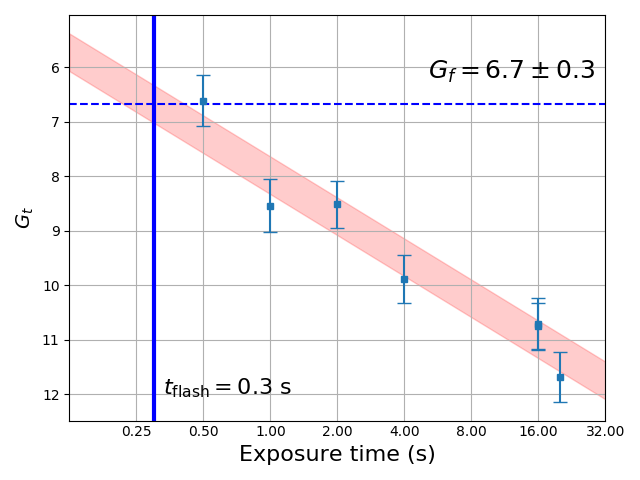 6
7
8
9
10
11
12
G_t
G_f = 6.7 ± 0.3
t_flash = 0.3 s
0.25 0.50 1.00 2.00 4.00 8.00 16.00 32.00
Exposure time (s)